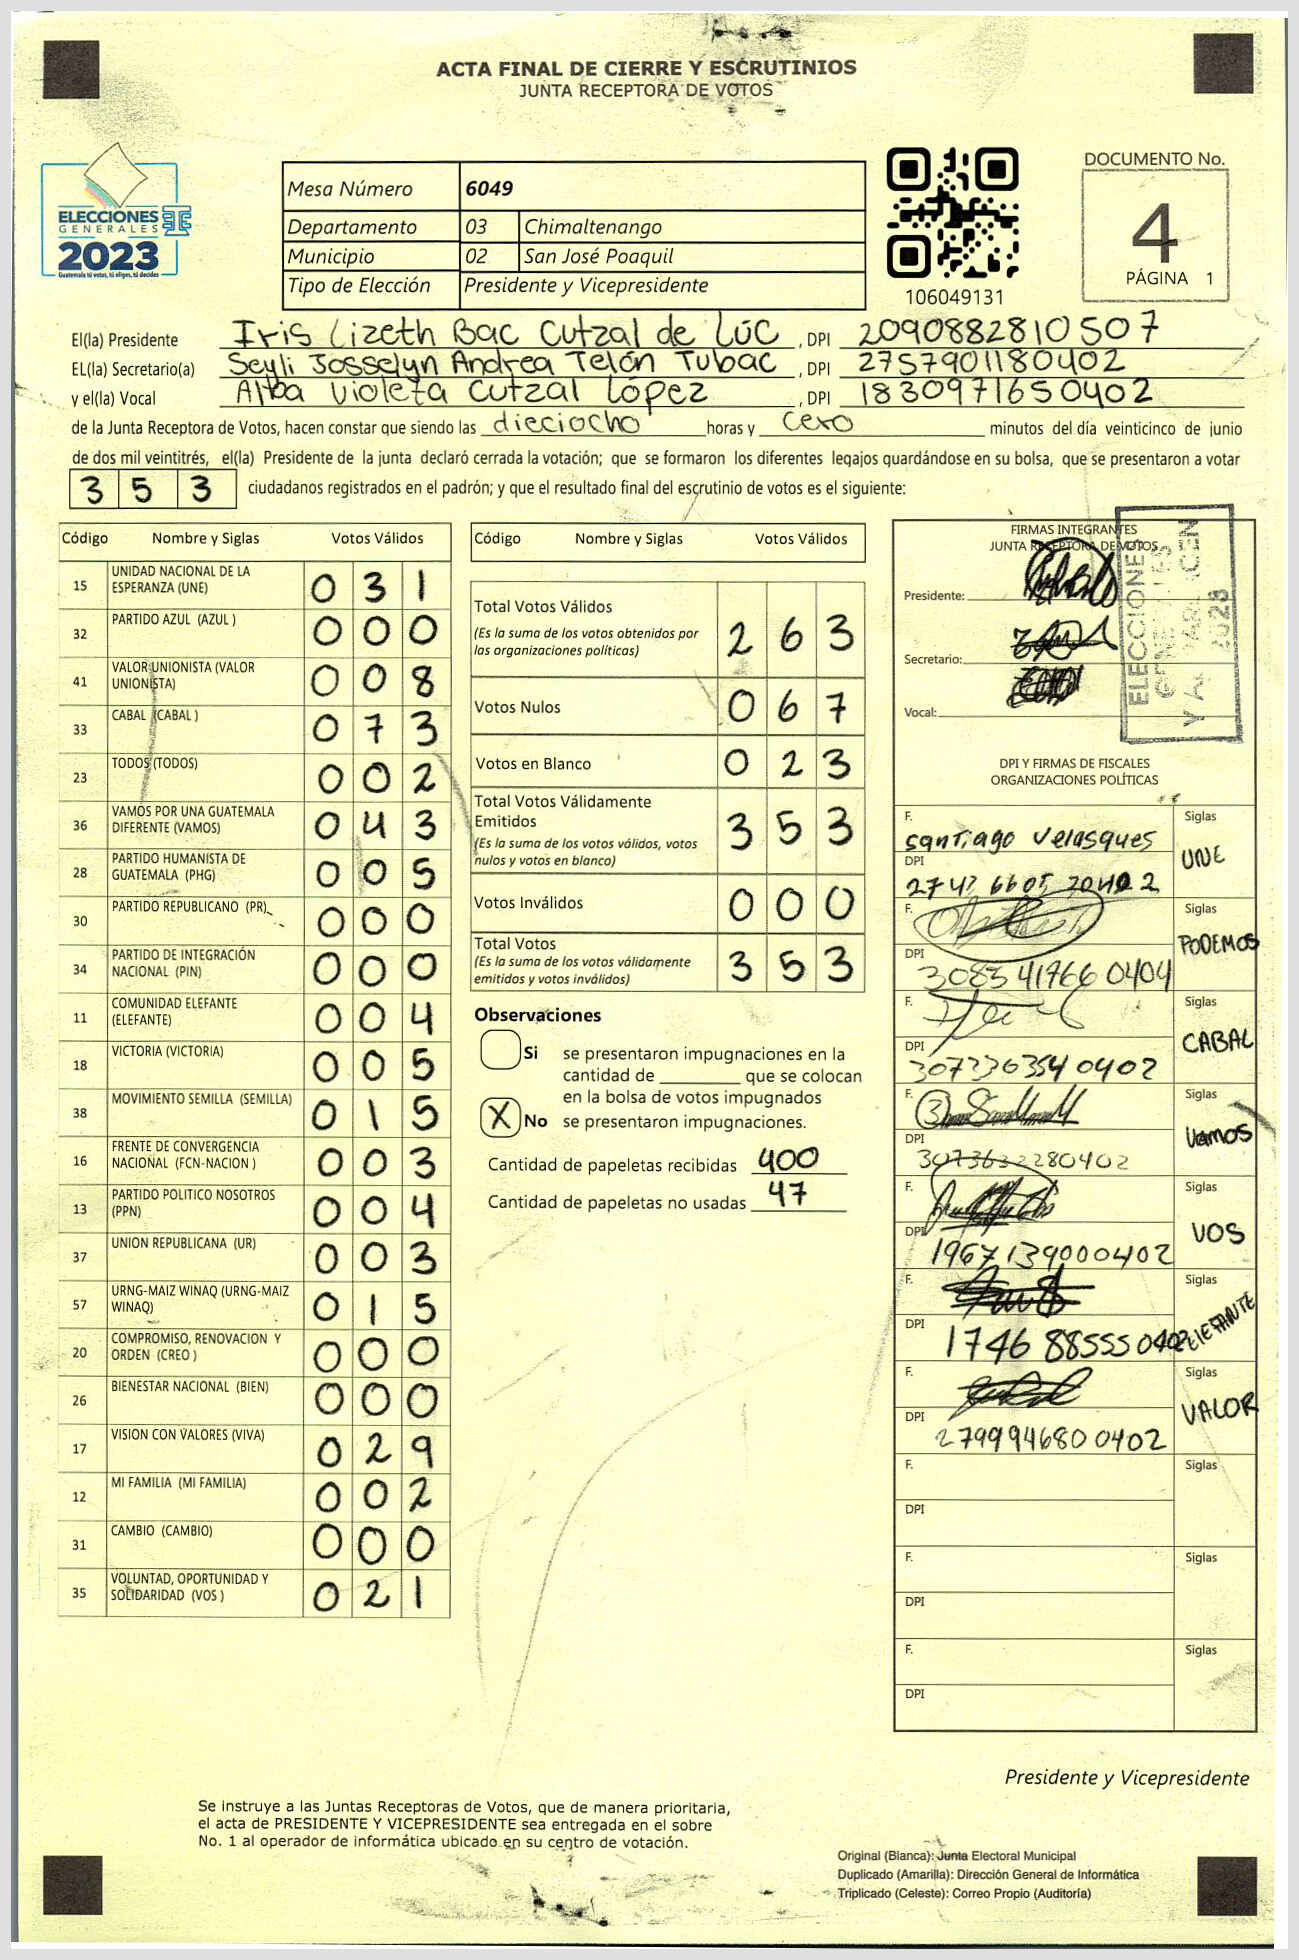 ACTA FINAL DE CIERRE Y ESCRUTINIOS
JUNTA RECEPTORA DE VOTOS
ELECCIONES
GENERALES
2023
Guatemala tú votas, tú eliges, tú decides
Mesa Número 6049
Departamento 03 Chimaltenango
Municipio 02 San José Poaquil
Tipo de Elección Presidente y Vicepresidente
106049131
DOCUMENTO No.
4
PÁGINA 1
El(la) Presidente Iris Lizeth Bac Cutzal de Lúc , DPI 2090882810507
EL(la) Secretario(a) Seyli Josselyn Andrea Telón Tubac , DPI 2757901180402
y el(la) Vocal Alba Violeta Cutzal López , DPI 1830971650402
de la Junta Receptora de Votos, hacen constar que siendo las dieciocho horas y cero minutos del día veinticinco de junio
de dos mil veintitrés, el(la) Presidente de la junta declaró cerrada la votación; que se formaron los diferentes legajos guardándose en su bolsa, que se presentaron a votar
3 5 3 ciudadanos registrados en el padrón; y que el resultado final del escrutinio de votos es el siguiente:
Código Nombre y Siglas Votos Válidos
15 UNIDAD NACIONAL DE LA ESPERANZA (UNE) 0 3 1
32 PARTIDO AZUL (AZUL ) 0 0 0
41 VALOR UNIONISTA (VALOR UNIONISTA) 0 0 8
33 CABAL (CABAL ) 0 7 3
23 TODOS (TODOS) 0 0 2
36 VAMOS POR UNA GUATEMALA DIFERENTE (VAMOS) 0 4 3
28 PARTIDO HUMANISTA DE GUATEMALA (PHG) 0 0 5
30 PARTIDO REPUBLICANO (PR) 0 0 0
34 PARTIDO DE INTEGRACIÓN NACIONAL (PIN) 0 0 0
11 COMUNIDAD ELEFANTE (ELEFANTE) 0 0 4
18 VICTORIA (VICTORIA) 0 0 5
38 MOVIMIENTO SEMILLA (SEMILLA) 0 1 5
16 FRENTE DE CONVERGENCIA NACIONAL (FCN-NACION ) 0 0 3
13 PARTIDO POLITICO NOSOTROS (PPN) 0 0 4
37 UNION REPUBLICANA (UR) 0 0 3
57 URNG-MAIZ WINAQ (URNG-MAIZ WINAQ) 0 1 5
20 COMPROMISO, RENOVACION Y ORDEN (CREO ) 0 0 0
26 BIENESTAR NACIONAL (BIEN) 0 0 0
17 VISION CON VALORES (VIVA) 0 2 9
12 MI FAMILIA (MI FAMILIA) 0 0 2
31 CAMBIO (CAMBIO) 0 0 0
35 VOLUNTAD, OPORTUNIDAD Y SOLIDARIDAD (VOS ) 0 2 1
Código Nombre y Siglas Votos Válidos
Total Votos Válidos 2 6 3
(Es la suma de los votos obtenidos por
las organizaciones políticas)
Votos Nulos 0 6 7
Votos en Blanco 0 2 3
Total Votos Válidamente
Emitidos 3 5 3
(Es la suma de los votos válidos, votos
nulos y votos en blanco)
Votos Inválidos 0 0 0
Total Votos 3 5 3
(Es la suma de los votos válidamente
emitidos y votos inválidos)
Observaciones
Si se presentaron impugnaciones en la
cantidad de ________ que se colocan
en la bolsa de votos impugnados
X No se presentaron impugnaciones.
Cantidad de papeletas recibidas 400
Cantidad de papeletas no usadas 47
FIRMAS INTEGRANTES
JUNTA RECEPTORA DE VOTOS
Presidente:
Secretario:
Vocal:
ELECCIONES
2023
DPI Y FIRMAS DE FISCALES
ORGANIZACIONES POLÍTICAS
F. Santiago Velasques Siglas
DPI UNE
F. Siglas
DPI 3083419660404 PODEMOS
F. Siglas
DPI 3072363540402 CABAL
F. Siglas
DPI 3073632280402 Vamos
F. Siglas
DPI 1967139000402 VOS
F. Siglas
DPI 1746885550402 ELEFANTE
F. Siglas
DPI 2799946800402 VALOR
F. Siglas
DPI
F. Siglas
DPI
F. Siglas
DPI
Presidente y Vicepresidente
Se instruye a las Juntas Receptoras de Votos, que de manera prioritaria,
el acta de PRESIDENTE Y VICEPRESIDENTE sea entregada en el sobre
No. 1 al operador de informática ubicado en su centro de votación.
Original (Blanca): Junta Electoral Municipal
Duplicado (Amarilla): Dirección General de Informática
Triplicado (Celeste): Correo Propio (Auditoría)